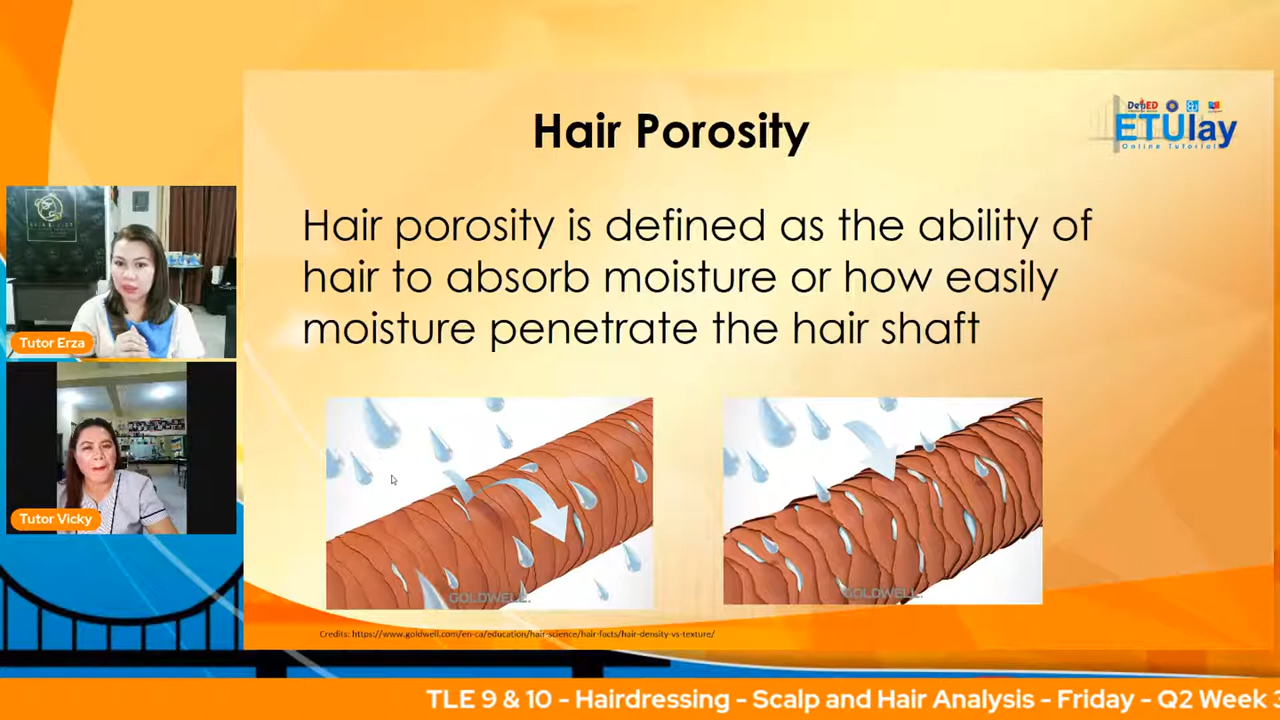 Hair Porosity
DepED
ETUlay
Online Tutorial
Hair porosity is defined as the ability of
hair to absorb moisture or how easily
moisture penetrate the hair shaft
Tutor Erza
Tutor Vicky
GOLDWELL.
GOLDWELL.
Credits: https://www.goldwell.com/en-ca/education/hair-science/hair-facts/hair-density-vs-texture/
TLE 9 & 10 - Hairdressing - Scalp and Hair Analysis - Friday - Q2 Week 3